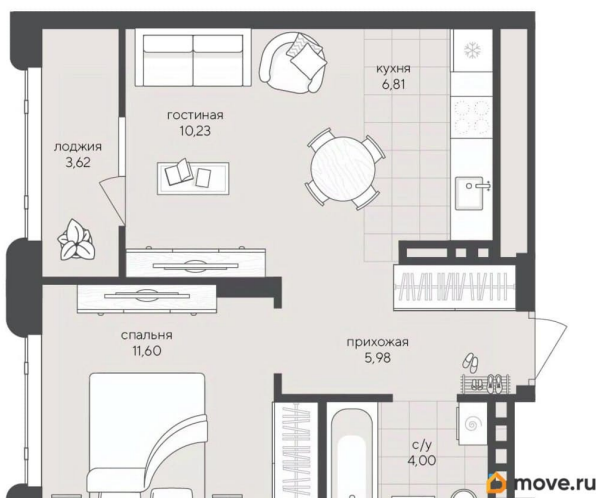 кухня
6,81
гостиная
10,23
лоджия
3,62
спальня
11,60
прихожая
5,98
с/у
4,00
move.ru